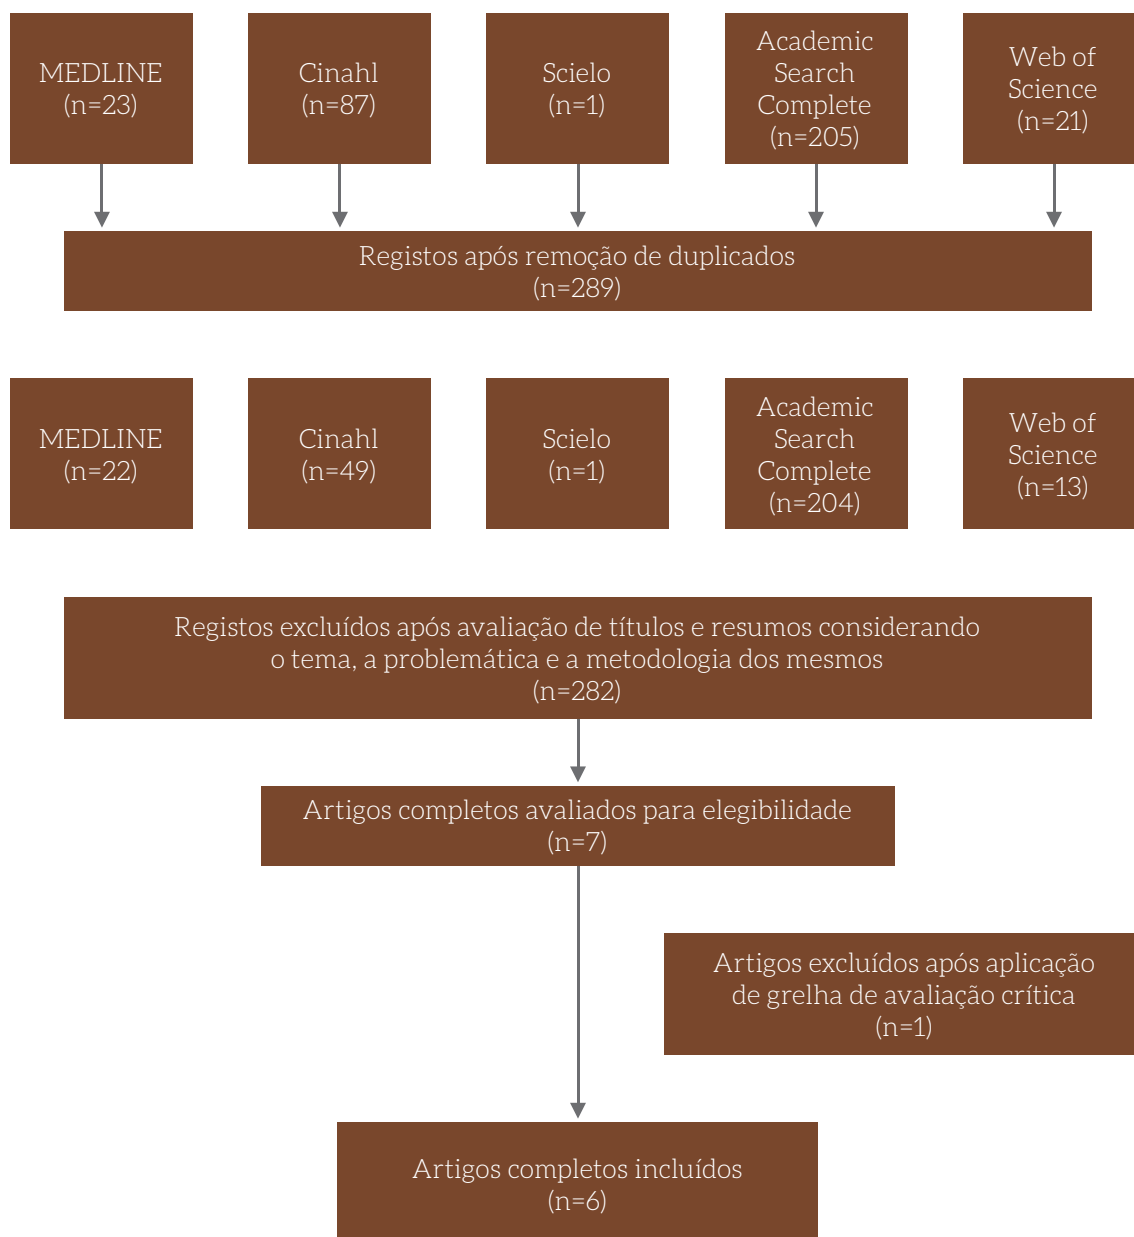 MEDLINE
(n=23)
Cinahl
(n=87)
Scielo
(n=1)
Academic
Search
Complete
(n=205)
Web of
Science
(n=21)
Registos após remoção de duplicados
(n=289)
MEDLINE
(n=22)
Cinahl
(n=49)
Scielo
(n=1)
Academic
Search
Complete
(n=204)
Web of
Science
(n=13)
Registos excluídos após avaliação de títulos e resumos considerando
o tema, a problemática e a metodologia dos mesmos
(n=282)
Artigos completos avaliados para elegibilidade
(n=7)
Artigos excluídos após aplicação
de grelha de avaliação crítica
(n=1)
Artigos completos incluídos
(n=6)